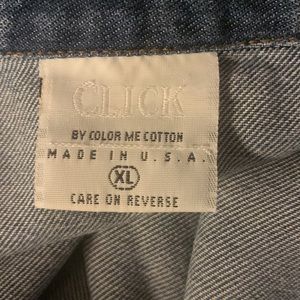 CLICK
BY COLOR ME COTTON
MADE IN U.S.A.
XL
CARE ON REVERSE